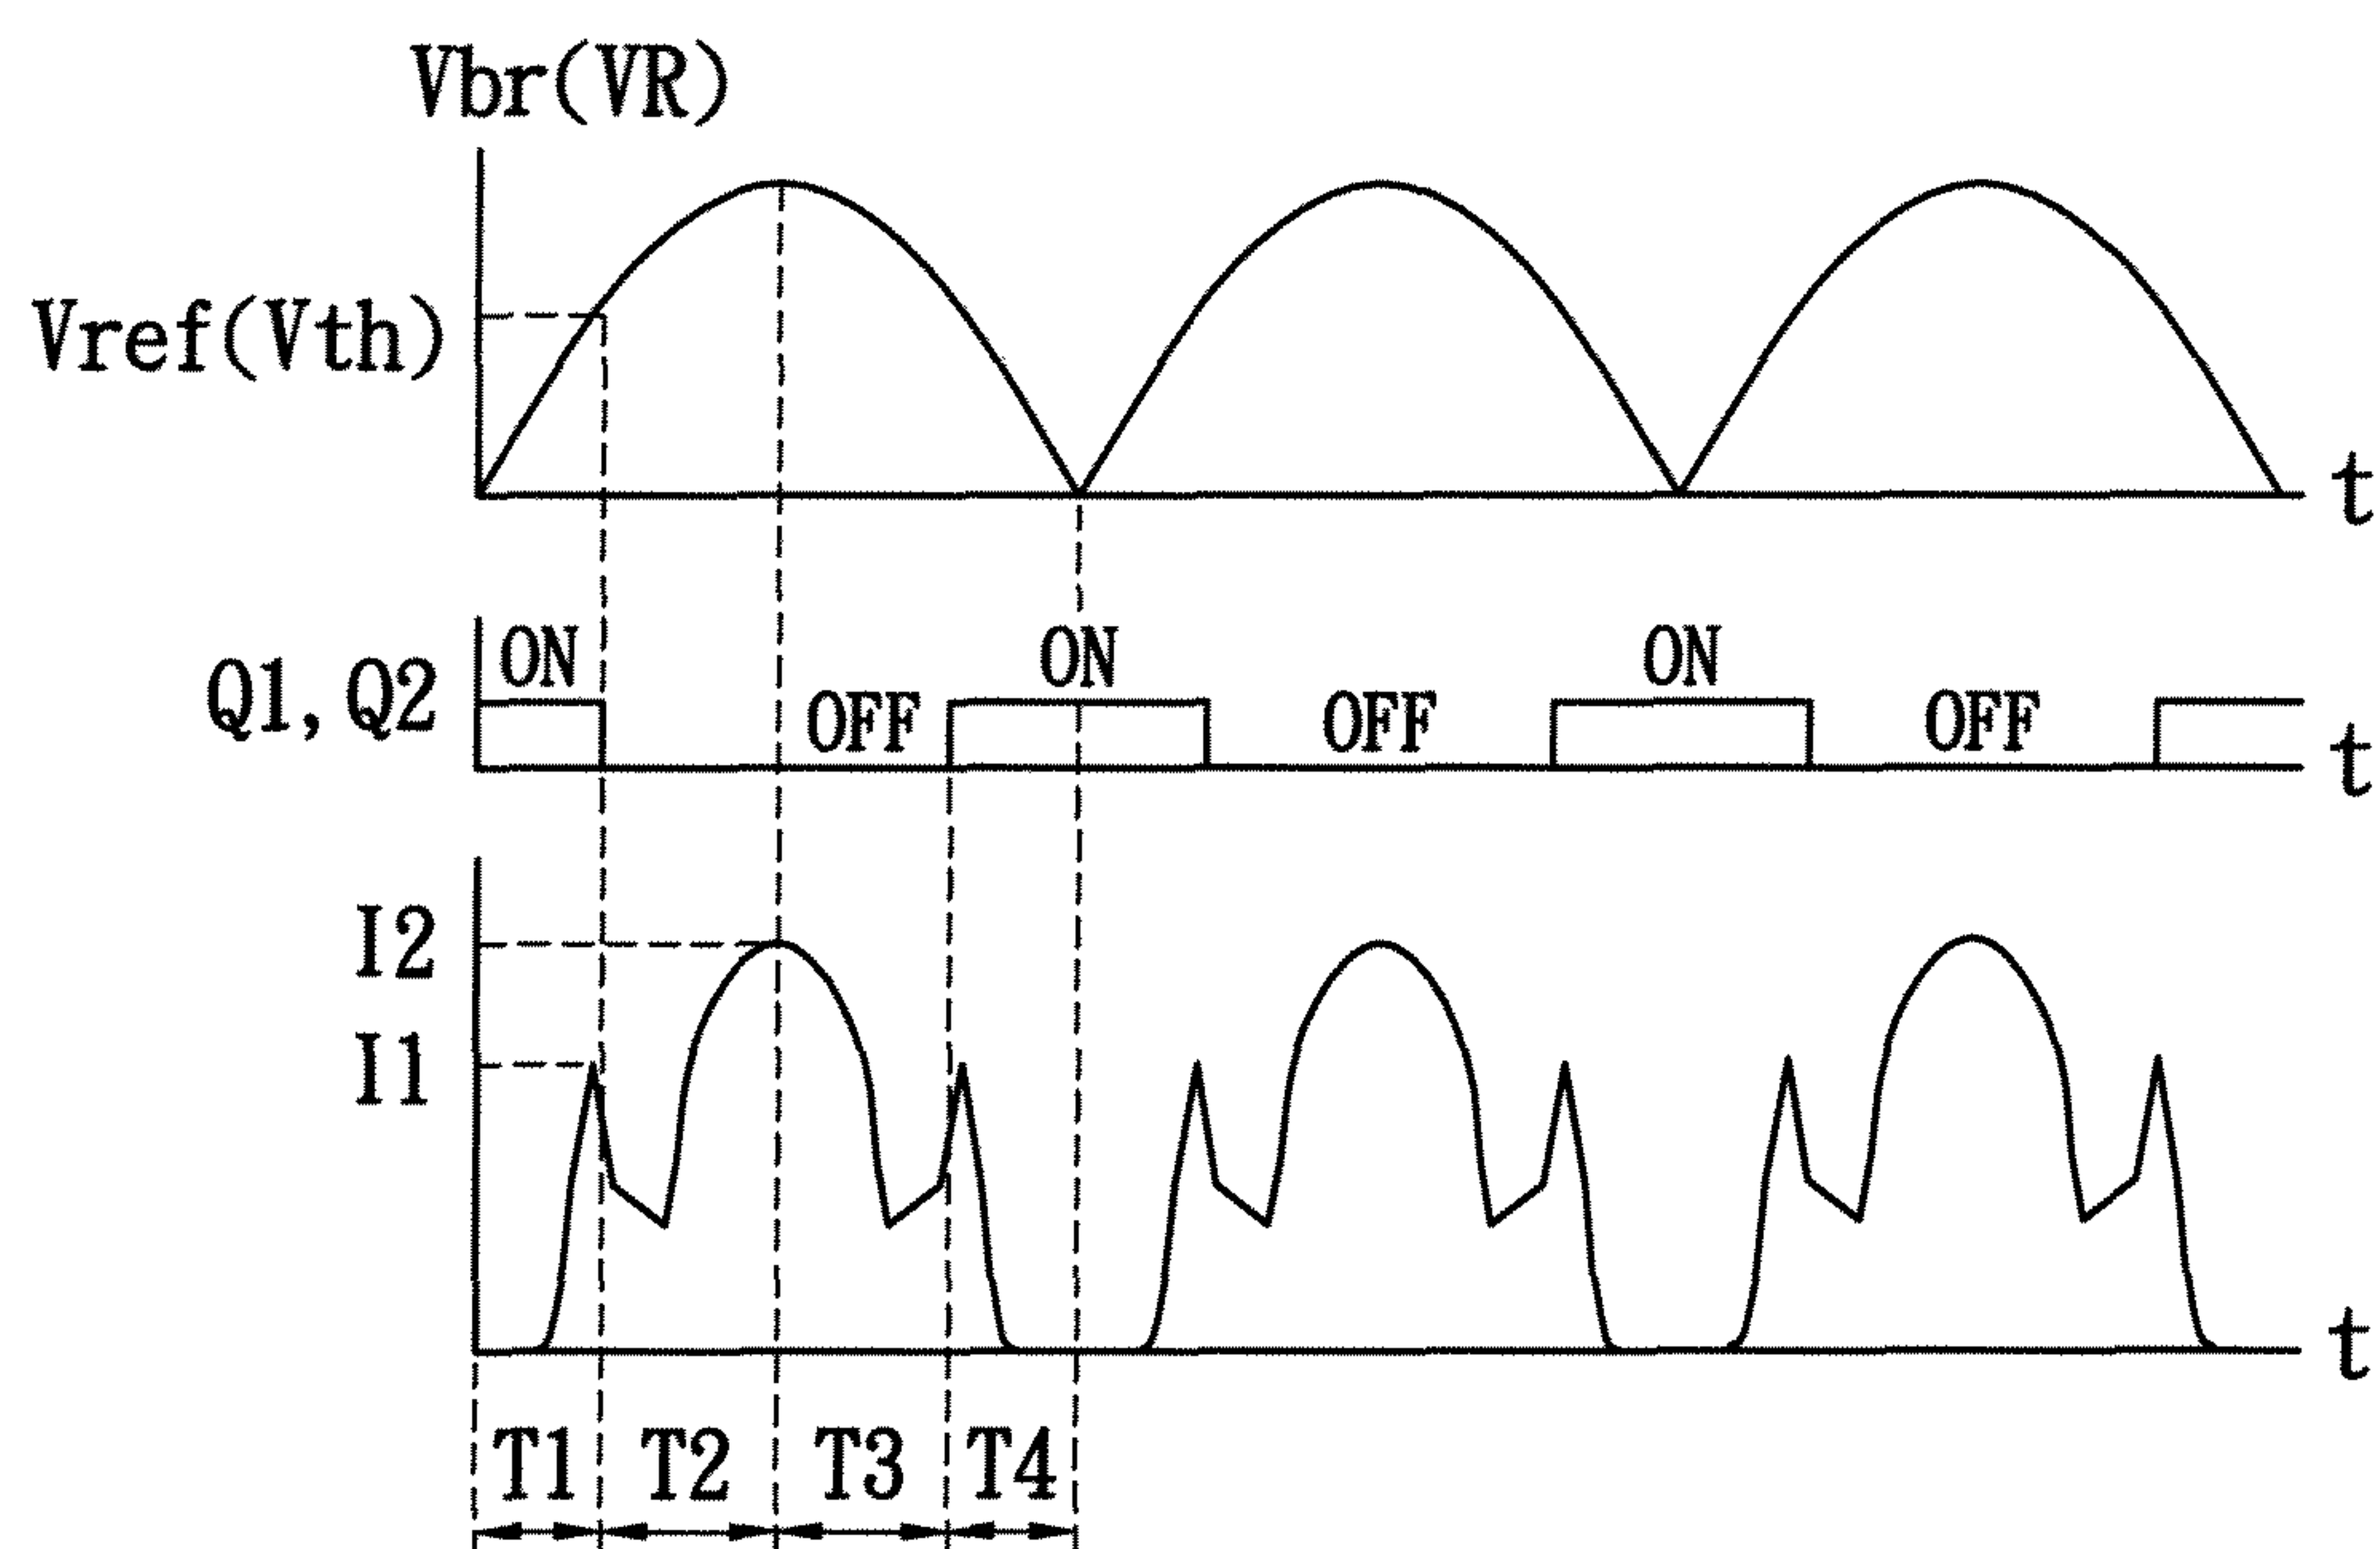 Vbr(VR)
Vref(Vth)
t
Q1,Q2
ON
OFF
ON
OFF
ON
OFF
t
I2
I1
t
T1
T2
T3
T4